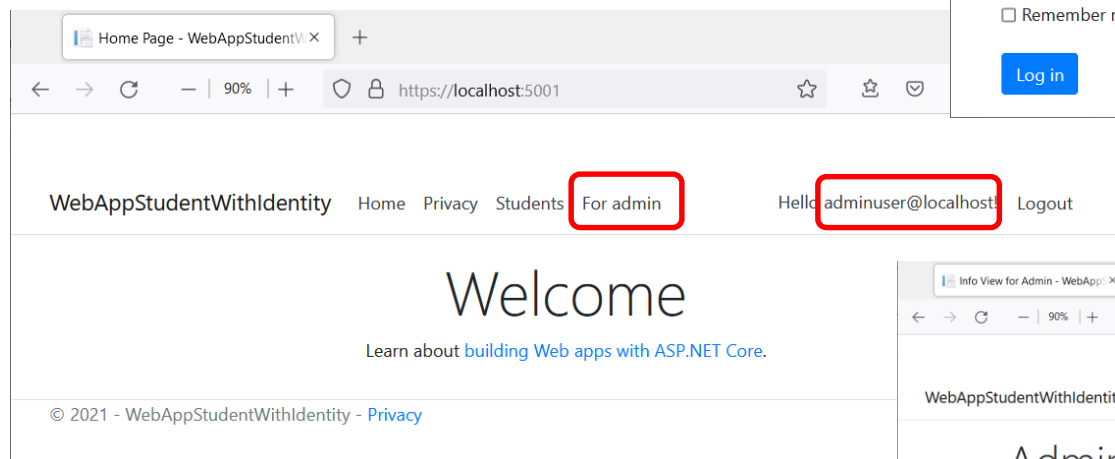 Remember
Log in
Home Page - WebAppStudentW
90%
https://localhost:5001
WebAppStudentWithIdentity Home Privacy Students For admin Hello adminuser@localhost! Logout
Welcome
Learn about building Web apps with ASP.NET Core.
© 2021 - WebAppStudentWithIdentity - Privacy
Info View for Admin - WebAppS
90%
WebAppStudentWithIdentit
Admin